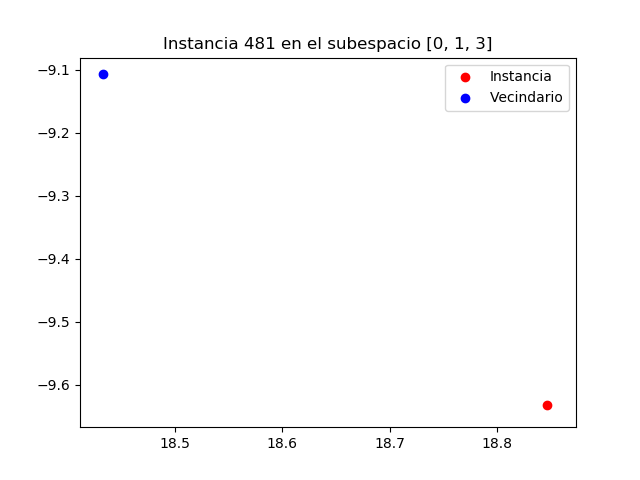 Instancia 481 en el subespacio [0, 1, 3]
Instancia
Vecindario
−9.1
−9.2
−9.3
−9.4
−9.5
−9.6
18.5 18.6 18.7 18.8